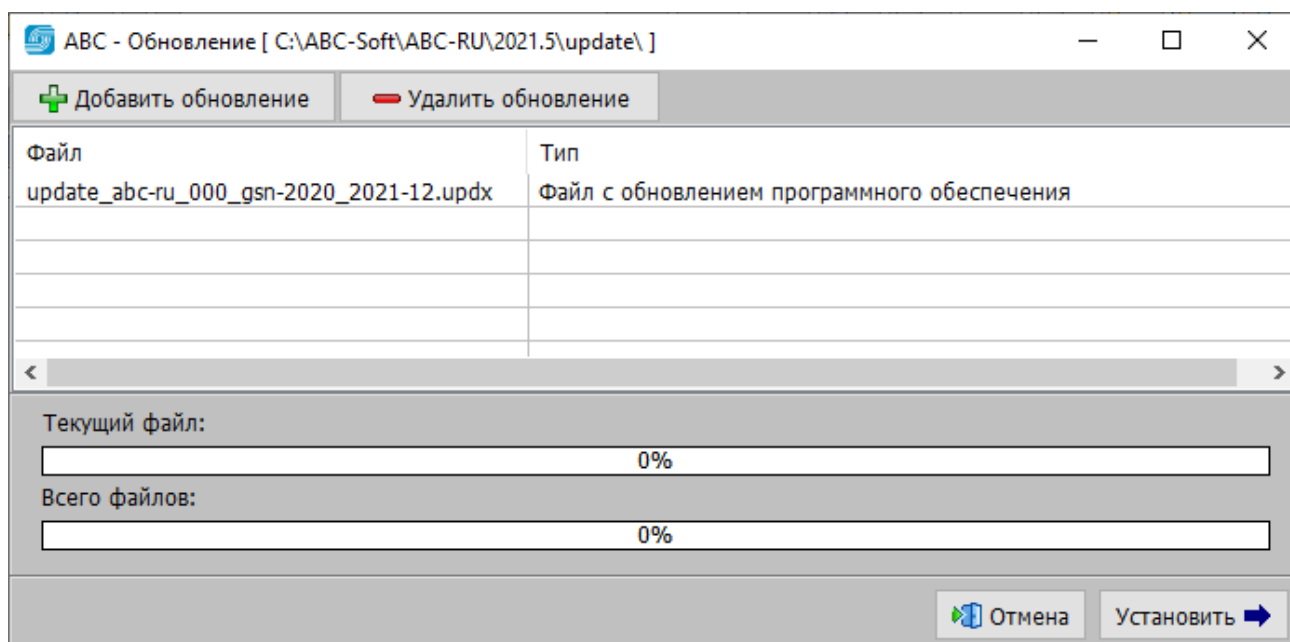 ABC - Обновление [ C:\ABC-Soft\ABC-RU\2021.5\update\ ]
Добавить обновление Удалить обновление
Файл Тип
update_abc-ru_000_gsn-2020_2021-12.updx Файл с обновлением программного обеспечения
Текущий файл:
0%
Всего файлов:
0%
Отмена Установить